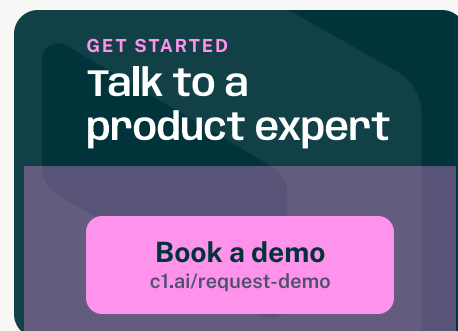 GET STARTED
Talk to a
product expert
Book a demo
c1.ai/request-demo